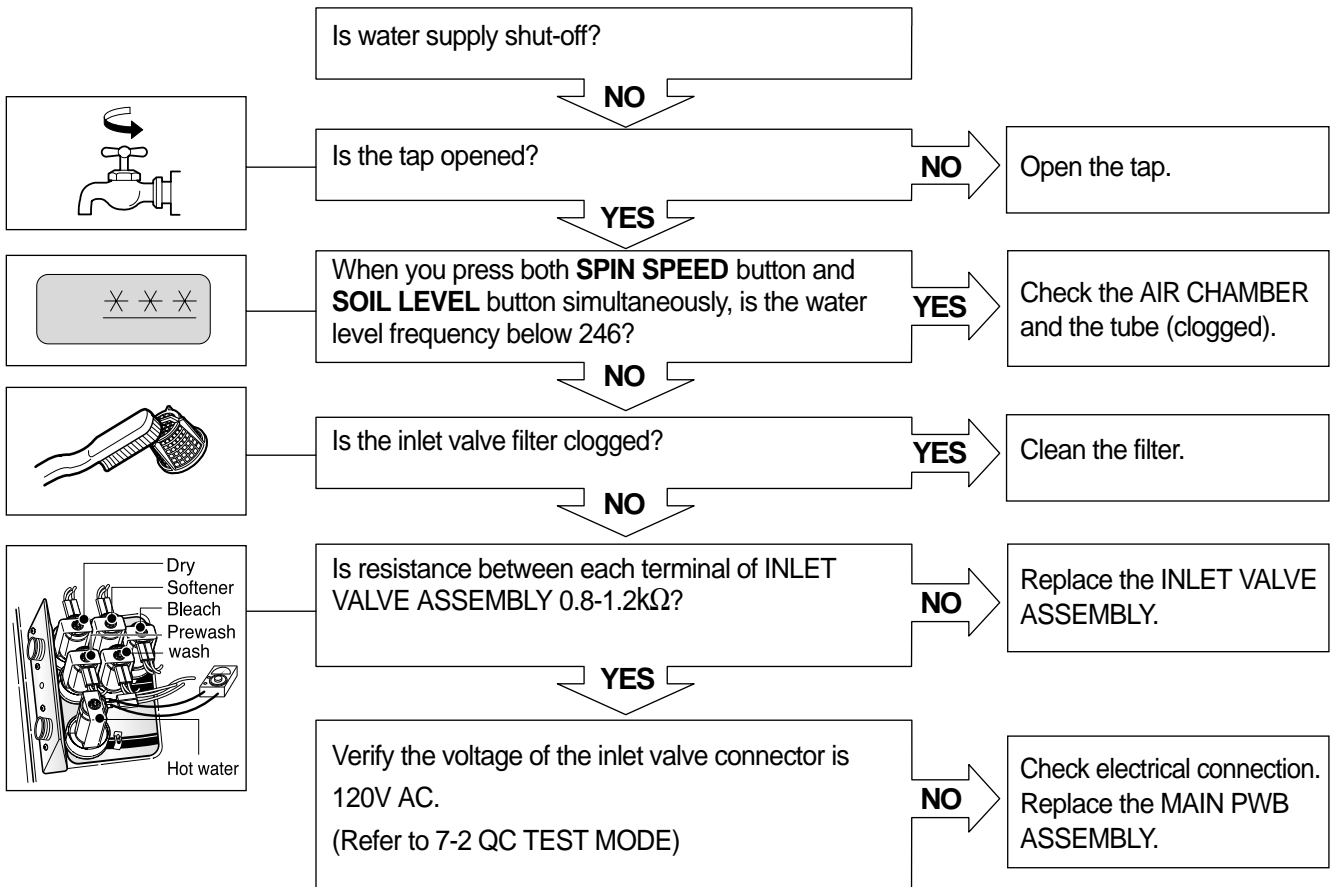 Is water supply shut-off?
NO
Is the tap opened?
NO
Open the tap.
YES
When you press both SPIN SPEED button and
SOIL LEVEL button simultaneously, is the water
level frequency below 246?
YES
Check the AIR CHAMBER
and the tube (clogged).
NO
Is the inlet valve filter clogged?
YES
Clean the filter.
NO
Dry
Softener
Bleach
Prewash
wash
Hot water
Is resistance between each terminal of INLET
VALVE ASSEMBLY 0.8-1.2kΩ?
NO
Replace the INLET VALVE
ASSEMBLY.
YES
Verify the voltage of the inlet valve connector is
120V AC.
(Refer to 7-2 QC TEST MODE)
NO
Check electrical connection.
Replace the MAIN PWB
ASSEMBLY.